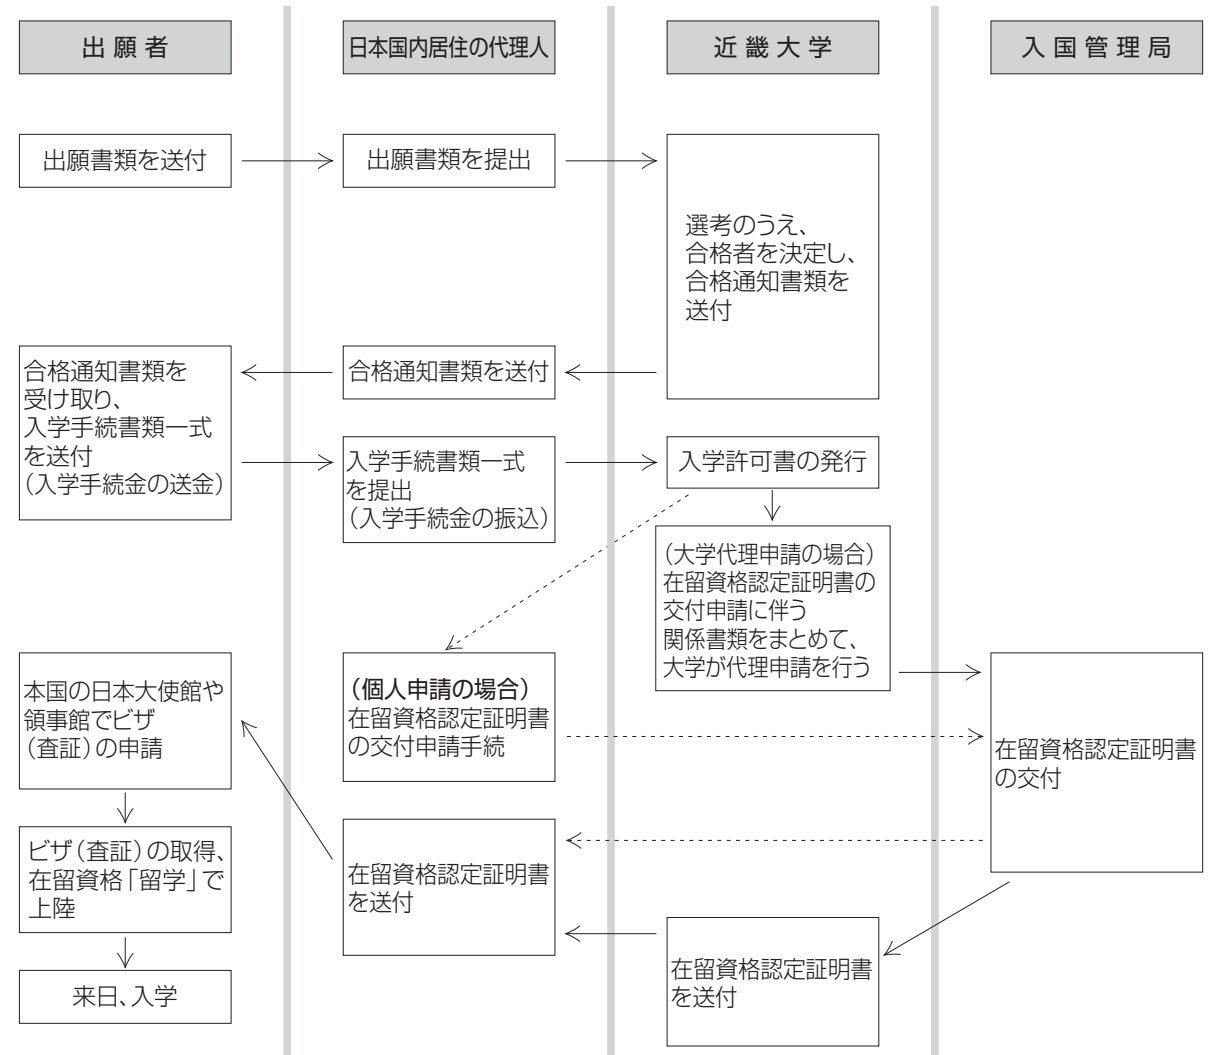 出願者
日本国内居住の代理人
近畿大学
入国管理局
出願書類を送付
出願書類を提出
選考のうえ、
合格者を決定し、
合格通知書類を
送付
合格通知書類を
受け取り、
入学手続書類一式
を送付
（入学手続金の送金）
合格通知書類を送付
入学手続書類一式
を提出
（入学手続金の振込）
入学許可書の発行
（大学代理申請の場合）
在留資格認定証明書の
交付申請に伴う
関係書類をまとめて、
大学が代理申請を行う
本国の日本大使館や
領事館でビザ
（査証）の申請
（個人申請の場合）
在留資格認定証明書
の交付申請手続
在留資格認定証明書
の交付
ビザ（査証）の取得、
在留資格「留学」で
上陸
在留資格認定証明書
を送付
在留資格認定証明書
を送付
来日、入学